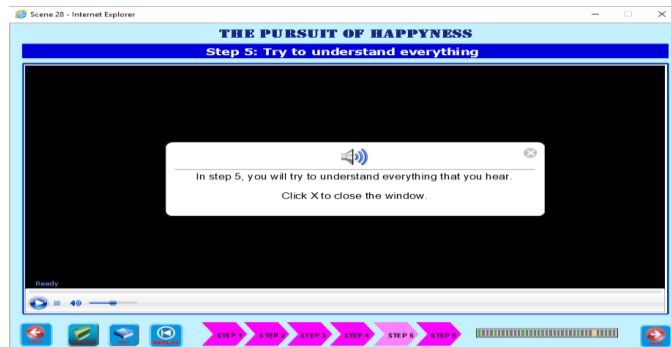 Scene 28 - Internet Explorer
THE PURSUIT OF HAPPYNESS
Step 5: Try to understand everything
In step 5, you will try to understand everything that you hear.
Click X to close the window.
Ready
REPLAY
STEP 1 STEP 2 STEP 3 STEP 4 STEP 5 STEP 6